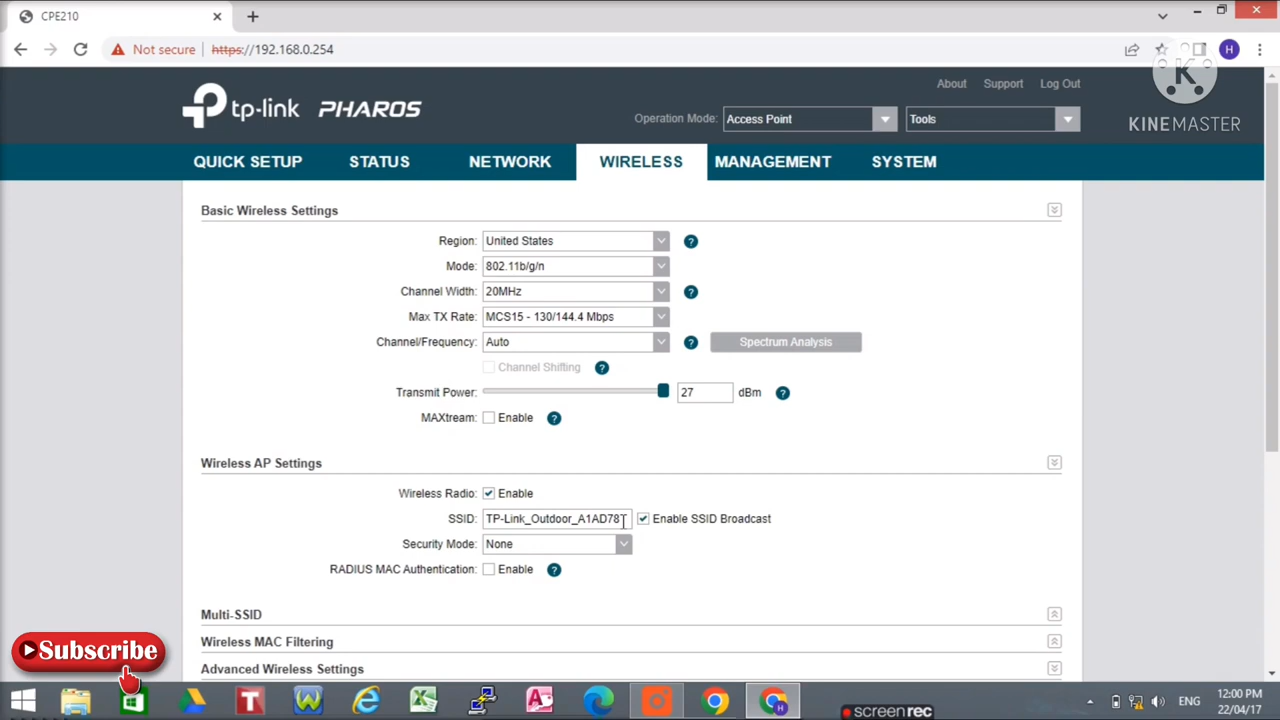 CPE210
Not secure https://192.168.0.254
H
K
KINEMASTER
About Support Log Out
tp-link PHAROS
Operation Mode: Access Point Tools
QUICK SETUP STATUS NETWORK WIRELESS MANAGEMENT SYSTEM
Basic Wireless Settings
Region: United States ?
Mode: 802.11b/g/n
Channel Width: 20MHz ?
Max TX Rate: MCS15 - 130/144.4 Mbps
Channel/Frequency: Auto ? Spectrum Analysis
Channel Shifting ?
Transmit Power: 27 dBm ?
MAXtream: Enable ?
Wireless AP Settings
Wireless Radio: Enable
SSID: TP-Link_Outdoor_A1AD78 Enable SSID Broadcast
Security Mode: None
RADIUS MAC Authentication: Enable ?
Multi-SSID
Wireless MAC Filtering
Advanced Wireless Settings
Subscribe
ENG
12:00 PM
22/04/17
screenrec